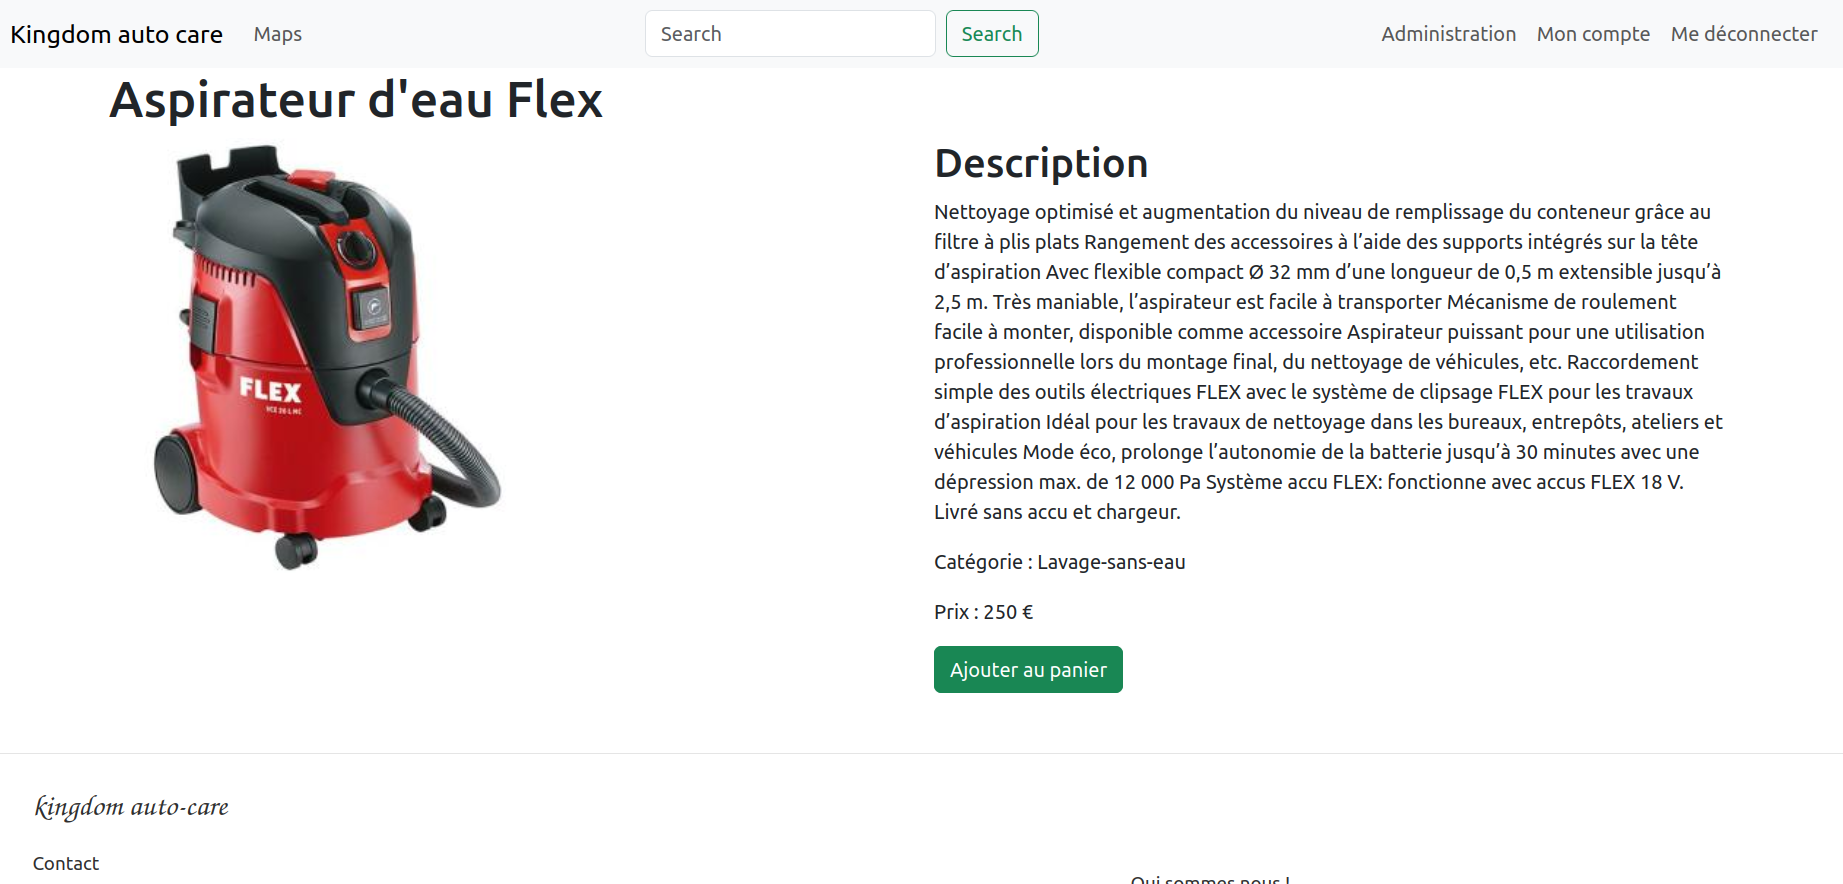 Kingdom auto care
Maps
Search
Search
Administration
Mon compte
Me déconnecter
Aspirateur d'eau Flex
FLEX
Description
Nettoyage optimisé et augmentation du niveau de remplissage du conteneur grâce au
filtre à plis plats Rangement des accessoires à l’aide des supports intégrés sur la tête
d’aspiration Avec flexible compact Ø 32 mm d’une longueur de 0,5 m extensible jusqu’à
2,5 m. Très maniable, l’aspirateur est facile à transporter Mécanisme de roulement
facile à monter, disponible comme accessoire Aspirateur puissant pour une utilisation
professionnelle lors du montage final, du nettoyage de véhicules, etc. Raccordement
simple des outils électriques FLEX avec le système de clipsage FLEX pour les travaux
d’aspiration Idéal pour les travaux de nettoyage dans les bureaux, entrepôts, ateliers et
véhicules Mode éco, prolonge l’autonomie de la batterie jusqu’à 30 minutes avec une
dépression max. de 12 000 Pa Système accu FLEX: fonctionne avec accus FLEX 18 V.
Livré sans accu et chargeur.
Catégorie : Lavage-sans-eau
Prix : 250 €
Ajouter au panier
kingdom auto-care
Contact
Qui sommes nous !